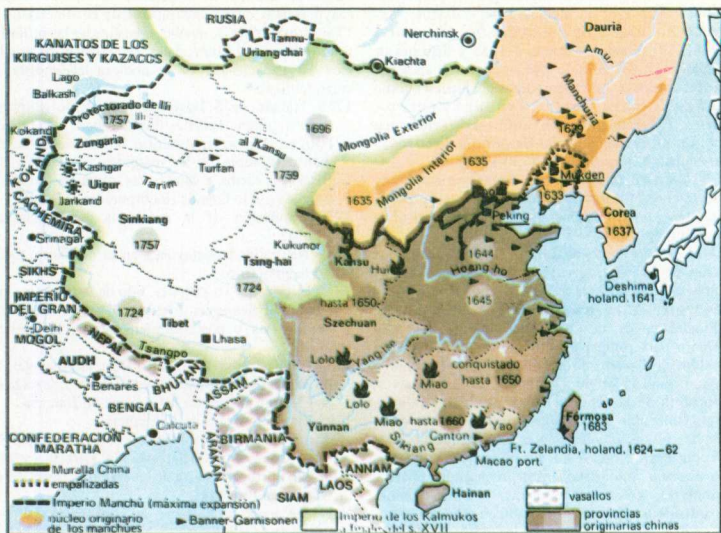 RUSIA
Tannu-
Uriangchai
Nerchinsk
Dauria
Amur
KANATOS DE LOS
KIRGUISES Y KAZACOS
Kiachta
Lago
Balkash
Manchuria
Protectorado de Ili
1757
Ili
1696
Kokand
KOKAND
Zungaria
al Kansu
Mongolia Exterior
Kashgar
Turfan
1759
Mongolia Interior
1635
Mukden
Uigur
Tarim
1635
1633
Jarkand
Peking
Corea
1637
CACHEMIRA
Sinkiang
Kukunor
Kansu
Hui
1644
Srinagar
1757
Tsing-hai
Hoang ho
Deshima
holand. 1641
SIKHS
1724
hasta 1650
1645
IMPERIO
DEL GRAN
MOGOL
1724
Tibet
Szechuan
Delhi
Lhasa
NEPAL
Tsangpo
Lolo
Yang tse
conquistado
hasta 1650
AUDH
BHUTAN
Miao
Benares
ASSAM
Lolo
Formosa
1683
BENGALA
Yünnan
Miao
hasta 1660
Yao
Calcuta
Sikiang
Canton
Ft. Zelandia, holand. 1624—62
CONFEDERACION
MARATHA
ARAKAN
BIRMANIA
ANNAM
Macao port.
Muralla China
LAOS
empalizadas
SIAM
Hainan
vasallos
Imperio Manchú (máxima expansión)
núcleo originario
de los manchúes
Banner-Garnisonen
Imperio de los Kalmukos
s. XVII
provincias
originarias chinas